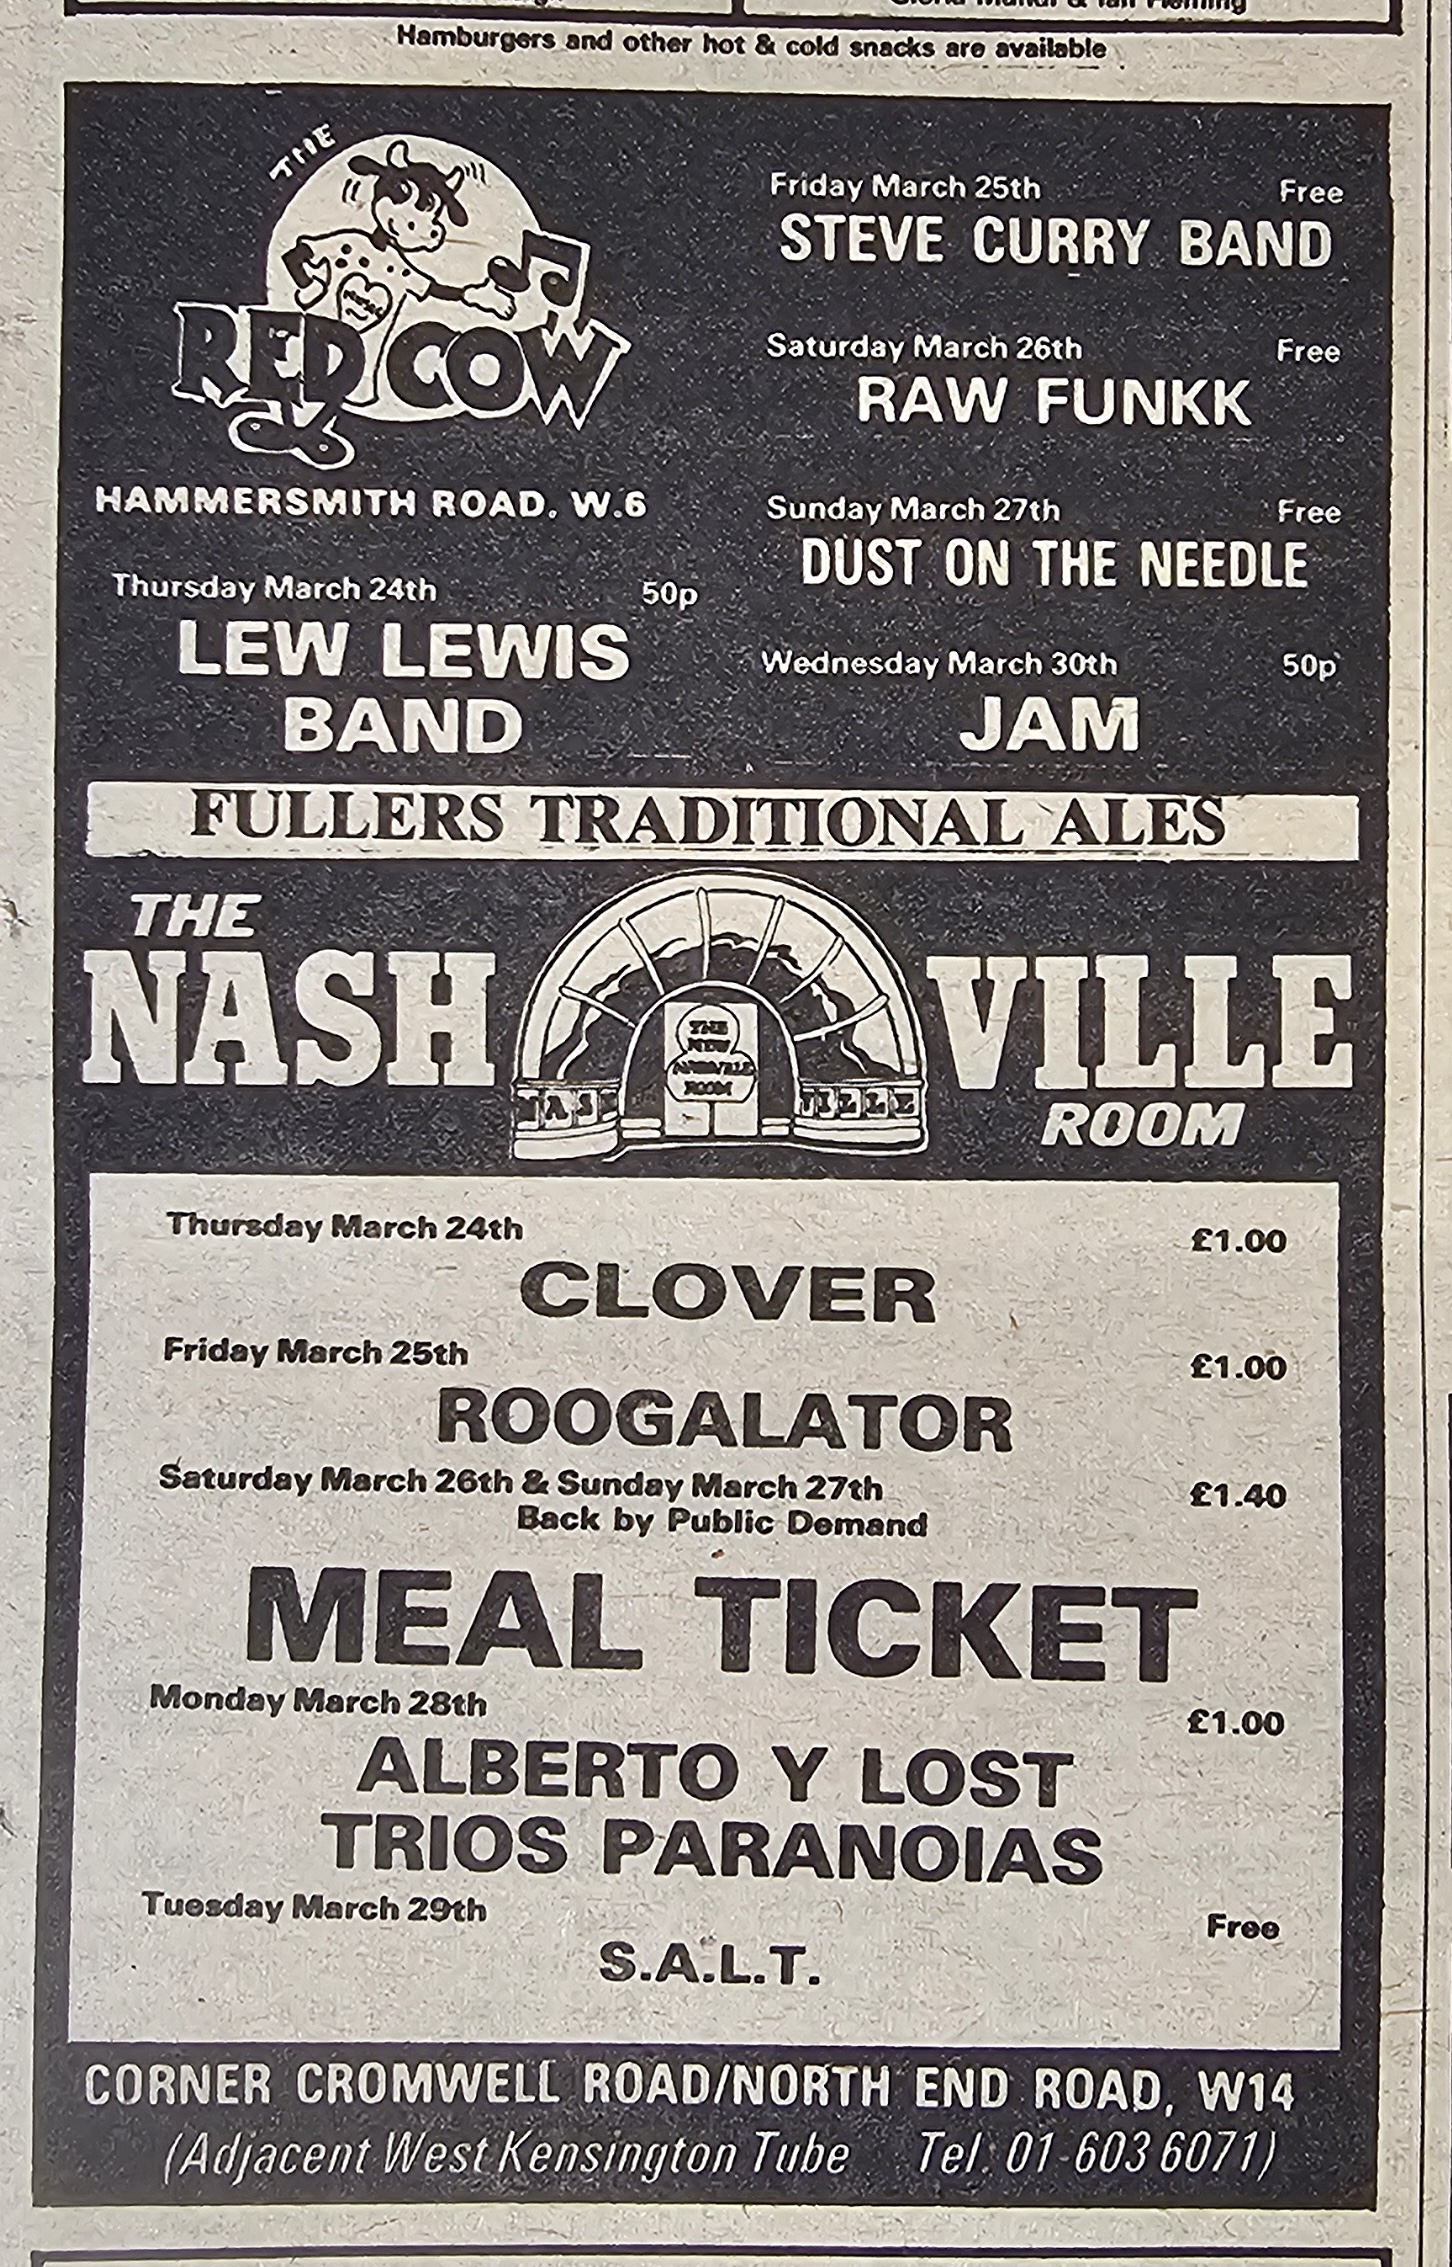 Hamburgers and other hot & cold snacks are available
THE
RED COW
HAMMERSMITH ROAD. W.6
Thursday March 24th 50p
LEW LEWIS
BAND
Friday March 25th Free
STEVE CURRY BAND
Saturday March 26th Free
RAW FUNKK
Sunday March 27th Free
DUST ON THE NEEDLE
Wednesday March 30th 50p
JAM
FULLERS TRADITIONAL ALES
THE
NASHVILLE
ROOM
THE
NEW
NASHVILLE
ROOM
NASH VILLE
Thursday March 24th £1.00
CLOVER
Friday March 25th £1.00
ROOGALATOR
Saturday March 26th & Sunday March 27th £1.40
Back by Public Demand
MEAL TICKET
Monday March 28th £1.00
ALBERTO Y LOST
TRIOS PARANOIAS
Tuesday March 29th Free
S.A.L.T.
CORNER CROMWELL ROAD/NORTH END ROAD, W14
(Adjacent West Kensington Tube Tel. 01-603 6071)